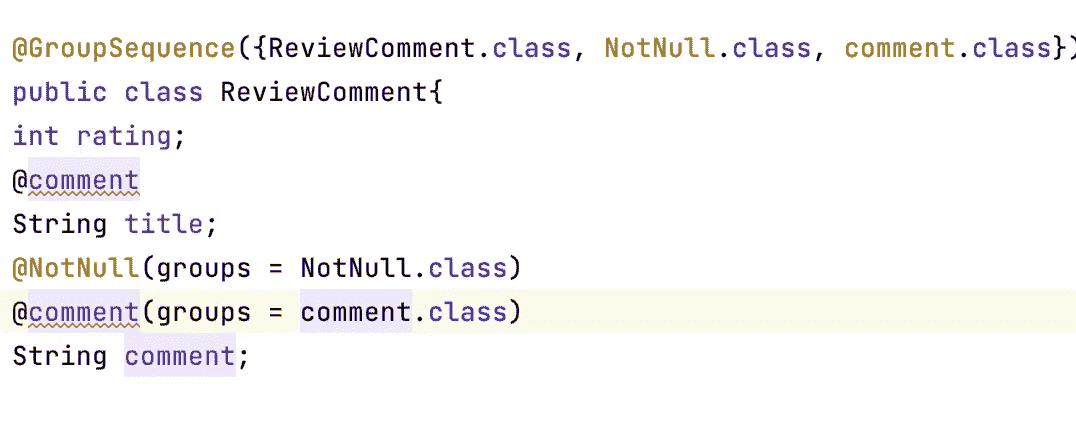 @GroupSequence({ReviewComment.class, NotNull.class, comment.class})
public class ReviewComment{
int rating;
@comment
String title;
@NotNull(groups = NotNull.class)
@comment(groups = comment.class)
String comment;